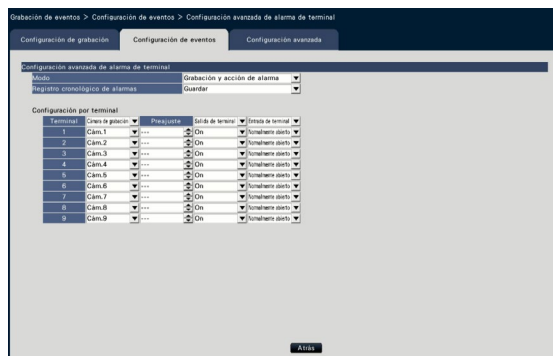 Grabación de eventos > Configuración de eventos > Configuración avanzada de alarma de terminal
Configuración de grabación Configuración de eventos Configuración avanzada
Configuración avanzada de alarma de terminal
Modo Grabación y acción de alarma
Registro cronológico de alarmas Guardar
Configuración por terminal
Terminal Cámara de grabación Preajuste Salida de terminal Entrada de terminal
1 Cám.1 --- On Normalmente abierto
2 Cám.2 --- On Normalmente abierto
3 Cám.3 --- On Normalmente abierto
4 Cám.4 --- On Normalmente abierto
5 Cám.5 --- On Normalmente abierto
6 Cám.6 --- On Normalmente abierto
7 Cám.7 --- On Normalmente abierto
8 Cám.8 --- On Normalmente abierto
9 Cám.9 --- On Normalmente abierto
Atrás